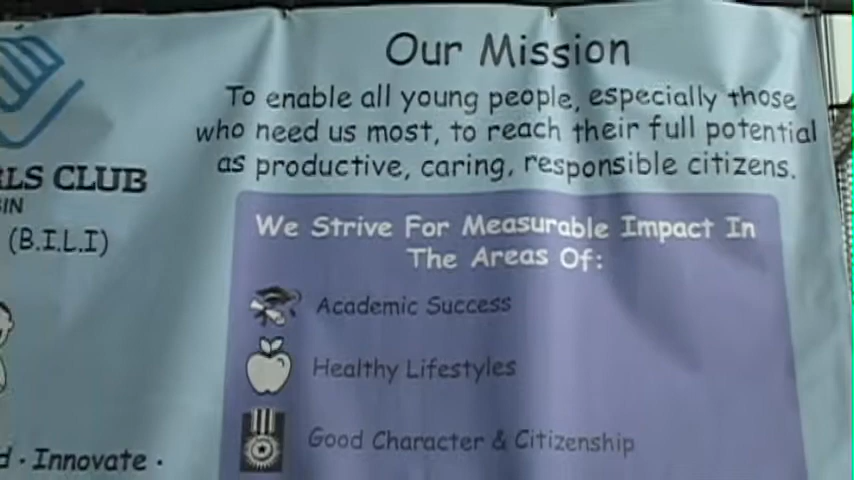 Our Mission
To enable all young people, especially those
who need us most, to reach their full potential
as productive, caring, responsible citizens.
CLUB
(B.I.L.I)
We Strive For Measurable Impact In
The Areas Of:
Academic Success
Healthy Lifestyles
Good Character & Citizenship
· Innovate ·